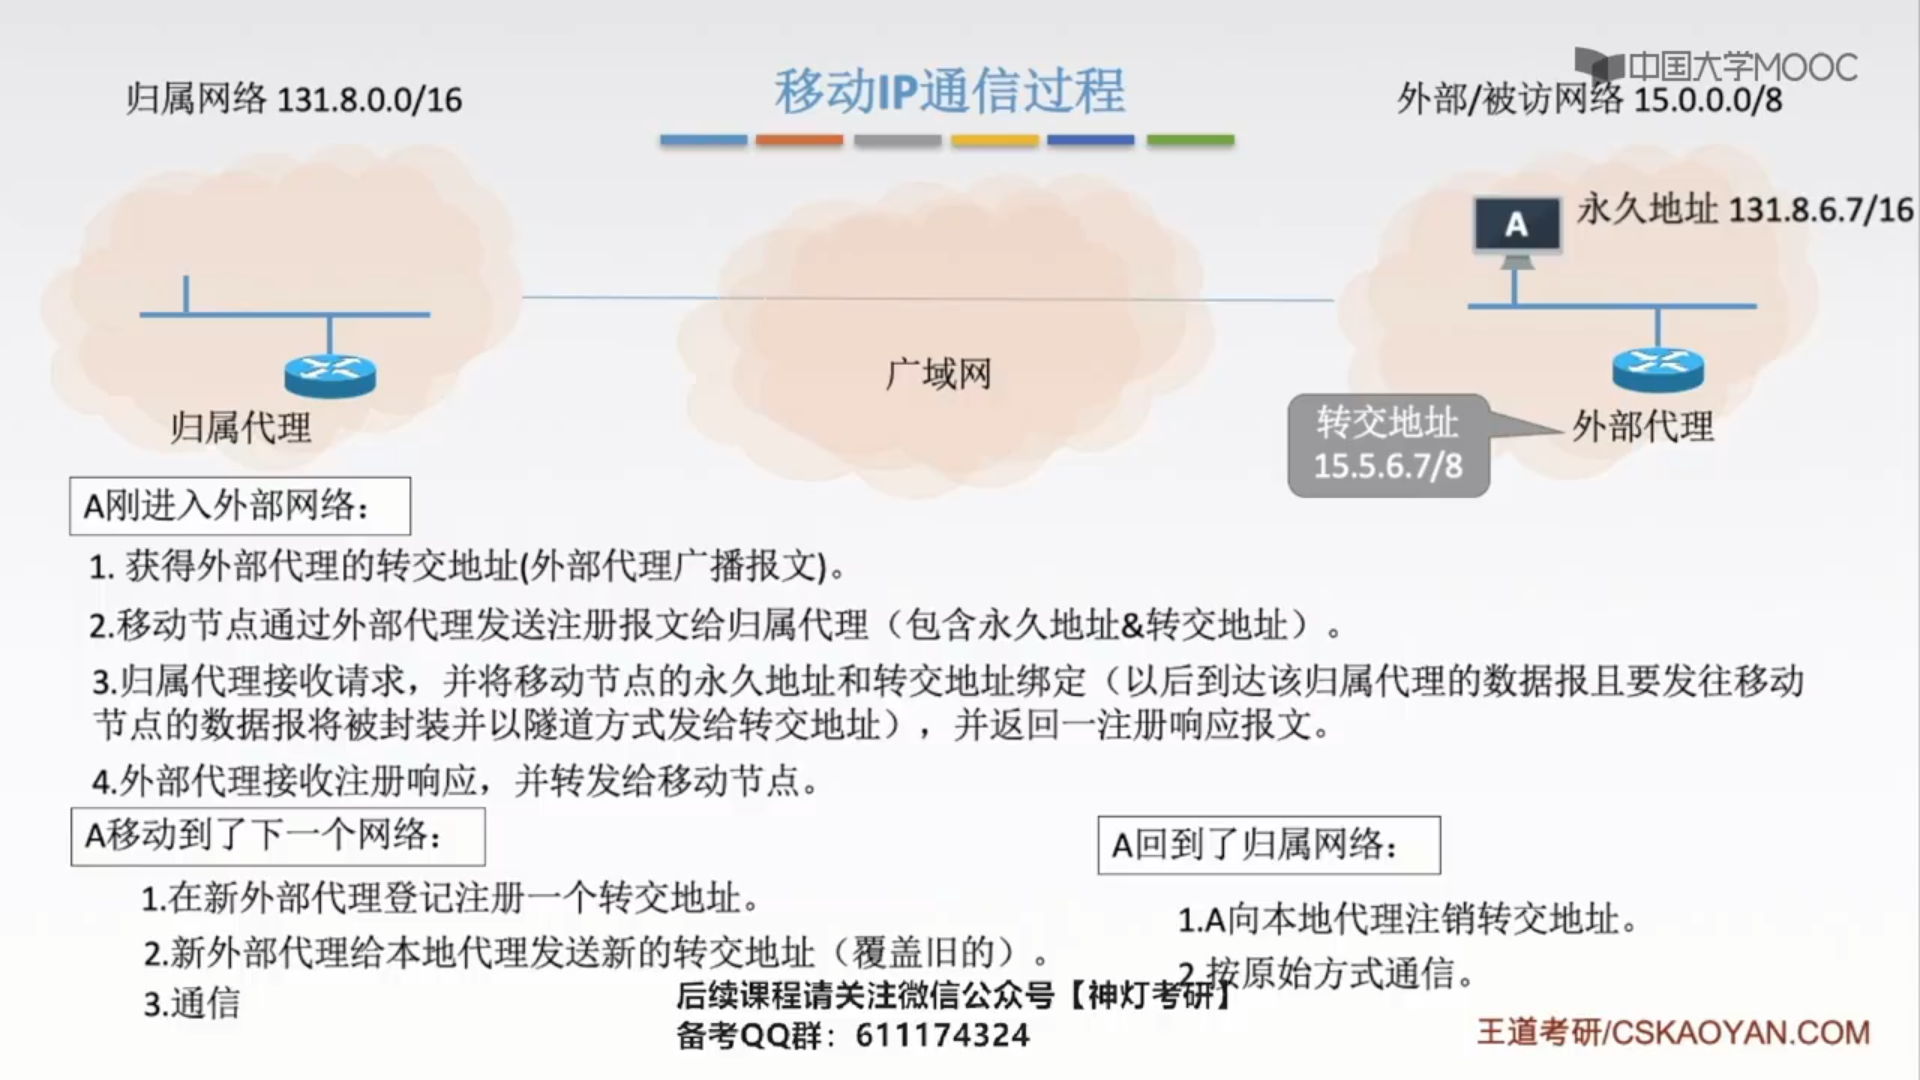 中国大学MOOC
归属网络 131.8.0.0/16
移动IP通信过程
外部/被访网络 15.0.0.0/8
A
永久地址 131.8.6.7/16
广域网
归属代理
转交地址
15.5.6.7/8
外部代理
A刚进入外部网络：
1. 获得外部代理的转交地址(外部代理广播报文)。
2.移动节点通过外部代理发送注册报文给归属代理（包含永久地址&转交地址）。
3.归属代理接收请求，并将移动节点的永久地址和转交地址绑定（以后到达该归属代理的数据报且要发往移动
节点的数据报将被封装并以隧道方式发给转交地址），并返回一注册响应报文。
4.外部代理接收注册响应，并转发给移动节点。
A移动到了下一个网络：
1.在新外部代理登记注册一个转交地址。
2.新外部代理给本地代理发送新的转交地址（覆盖旧的）。
3.通信
A回到了归属网络：
1.A向本地代理注销转交地址。
2.按原始方式通信。
后续课程请关注微信公众号【神灯考研】
备考QQ群：611174324
王道考研/CSKAOYAN.COM